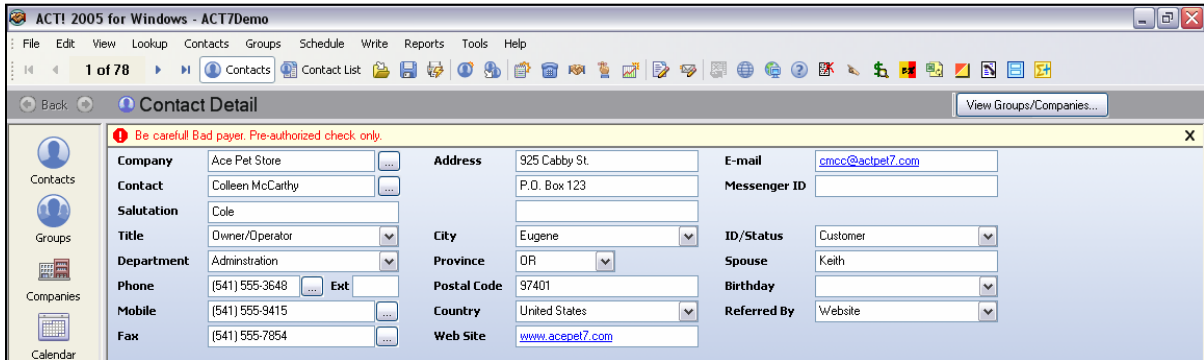 ACT! 2005 for Windows - ACT7Demo
File Edit View Lookup Contacts Groups Schedule Write Reports Tools Help
1 of 78 Contacts Contact List
Back Contact Detail View Groups/Companies...
Be careful! Bad payer. Pre-authorized check only. X
Company Ace Pet Store ... Address 925 Cabby St. E-mail cmcc@actpet7.com
Contact Colleen McCarthy ... P.O. Box 123 Messenger ID
Salutation Cole
Title Owner/Operator City Eugene ID/Status Customer
Department Adminstration Province OR Spouse Keith
Phone (541) 555-3648 ... Ext Postal Code 97401 Birthday
Mobile (541) 555-9415 ... Country United States Referred By Website
Fax (541) 555-7854 ... Web Site www.acepet7.com
Contacts
Groups
Companies
Calendar